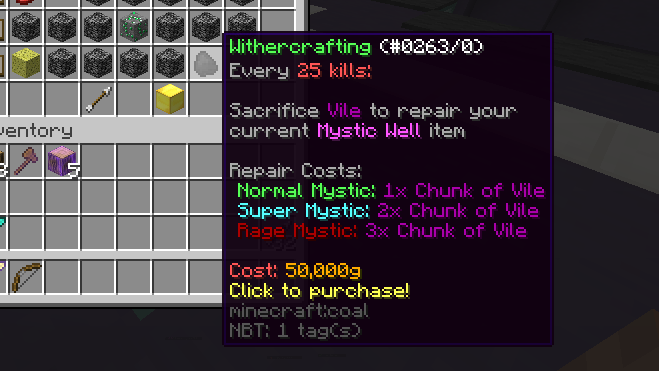 Withercrafting (#0263/0)
Every 25 kills:
Sacrifice Vile to repair your
current Mystic Well item
Repair Costs:
Normal Mystic: 1x Chunk of Vile
Super Mystic: 2x Chunk of Vile
Rage Mystic: 3x Chunk of Vile
Cost: 50,000g
Click to purchase!
minecraft:coal
NBT: 1 tag(s)
ventory
5